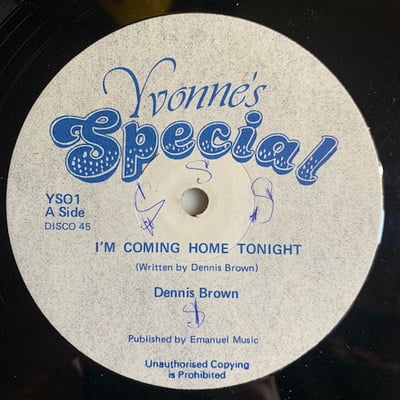 Yvonne's
Special
YS01
A Side
DISCO 45
I'M COMING HOME TONIGHT
(Written by Dennis Brown)
Dennis Brown
Published by Emanuel Music
Unauthorised Copying
is Prohibited